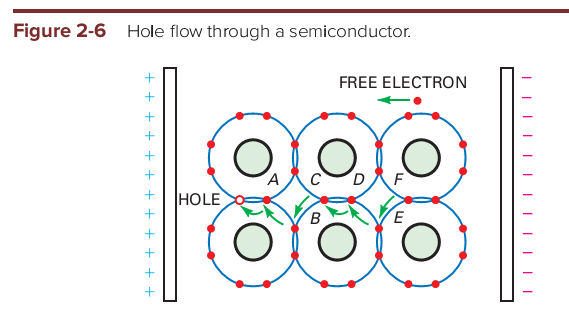 Figure 2-6 Hole flow through a semiconductor.
FREE ELECTRON
A C D F
HOLE
B E